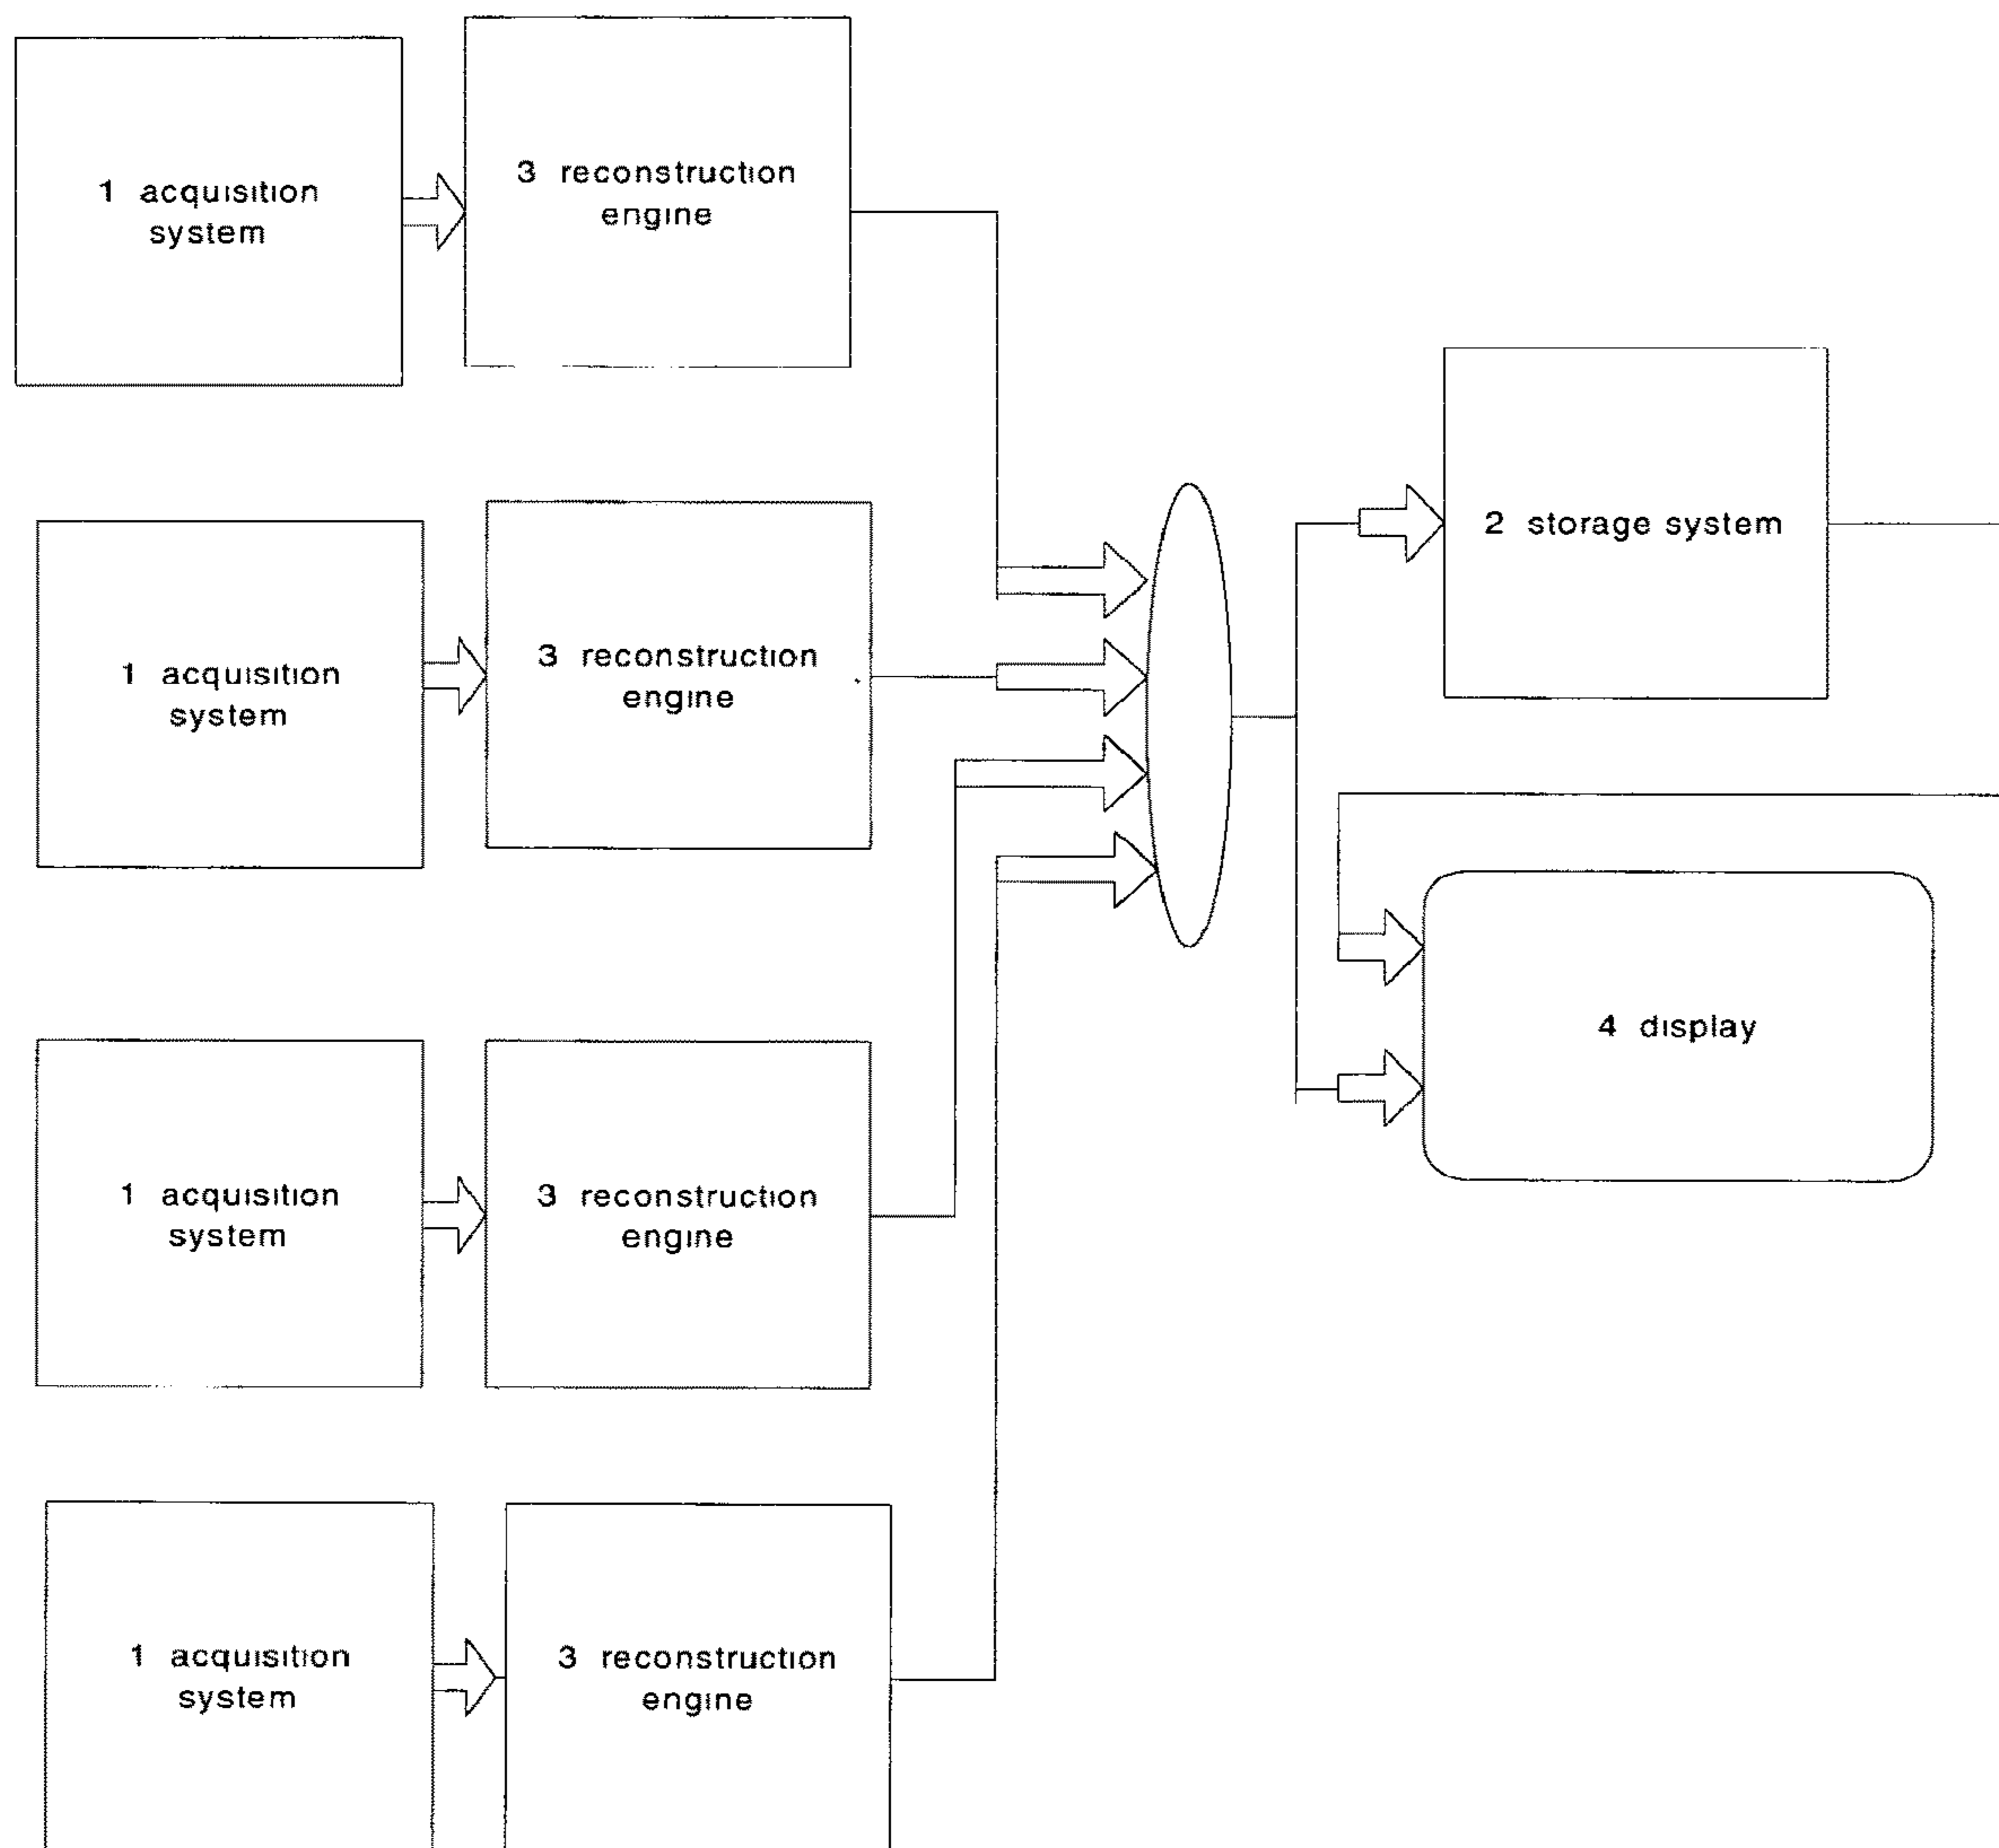 1 acquisition
system
3 reconstruction
engine
1 acquisition
system
3 reconstruction
engine
2 storage system
4 display
1 acquisition
system
3 reconstruction
engine
1 acquisition
system
3 reconstruction
engine